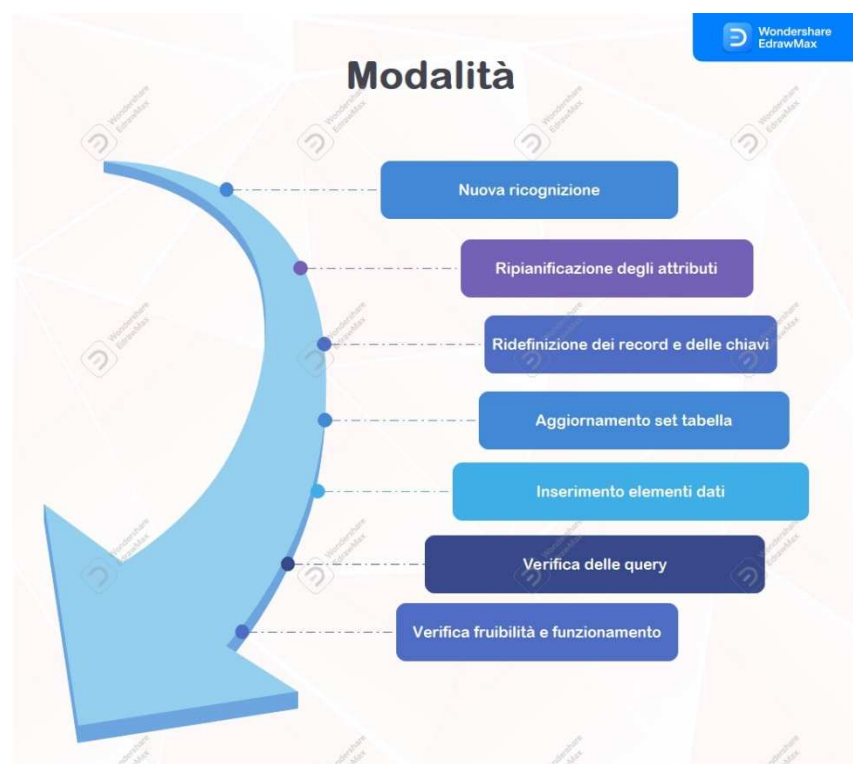 Wondershare
EdrawMax
Modalità
Nuova ricognizione
Ripianificazione degli attributi
Ridefinizione dei record e delle chiavi
Aggiornamento set tabella
Inserimento elementi dati
Verifica delle query
Verifica fruibilità e funzionamento